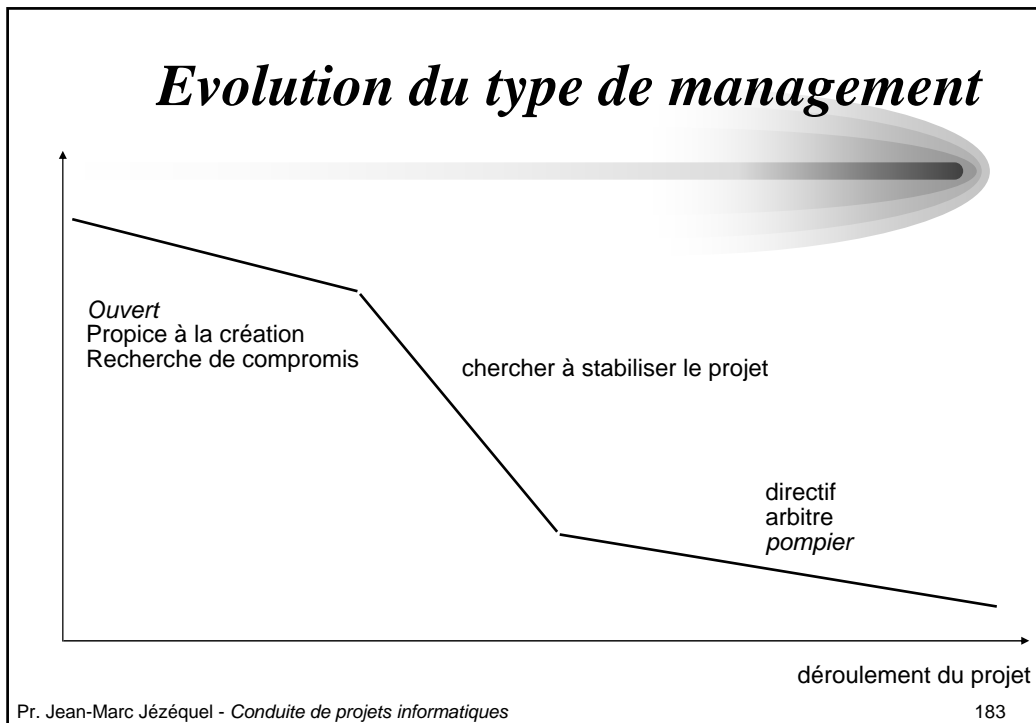 Evolution du type de management
Ouvert
Propice à la création
Recherche de compromis
chercher à stabiliser le projet
directif
arbitre
pompier
déroulement du projet
Pr. Jean-Marc Jézéquel - Conduite de projets informatiques 183